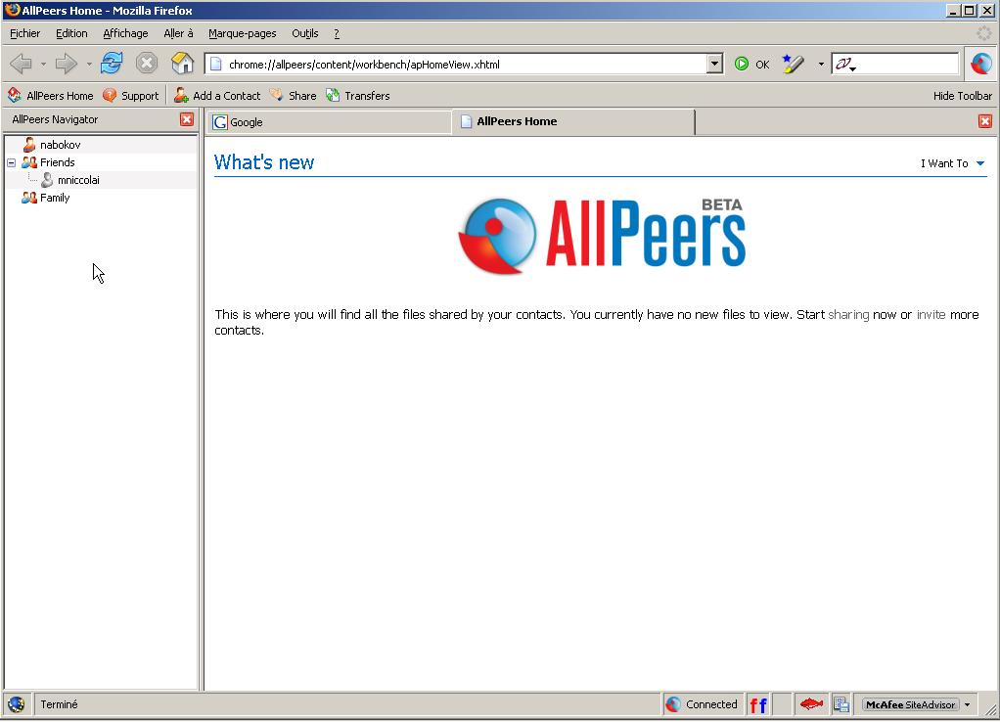 AllPeers Home - Mozilla Firefox
Fichier Edition Affichage Aller à Marque-pages Outils ?
chrome://allpeers/content/workbench/apHomeView.xhtml OK
AllPeers Home Support Add a Contact Share Transfers Hide Toolbar
AllPeers Navigator
G Google
AllPeers Home
nabokov
Friends
mniccolai
Family
What's new
I Want To
AllPeers BETA
This is where you will find all the files shared by your contacts. You currently have no new files to view. Start sharing now or invite more
contacts.
Terminé
Connected
ff
McAfee SiteAdvisor